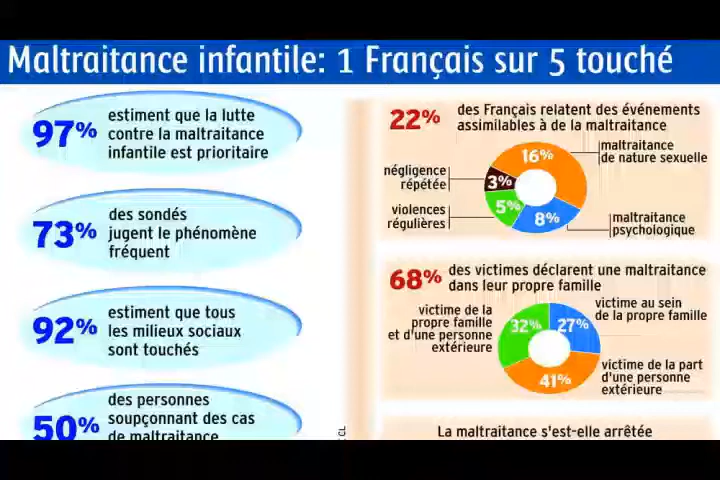 Maltraitance infantile: 1 Français sur 5 touché
97%
estiment que la lutte
contre la maltraitance
infantile est prioritaire
73%
des sondés
jugent le phénomène
fréquent
92%
estiment que tous
les milieux sociaux
sont touchés
50%
des personnes
soupçonnant des cas
de maltraitance
22%
des Français relatent des événements
assimilables à de la maltraitance
16%
maltraitance
de nature sexuelle
négligence
répétée
3%
violences
régulières
5%
8%
maltraitance
psychologique
68%
des victimes déclarent une maltraitance
dans leur propre famille
victime de la
propre famille
et d'une personne
extérieure
32%
27%
victime au sein
de la propre famille
41%
victime de la part
d'une personne
extérieure
CL
La maltraitance s'est-elle arrêtée